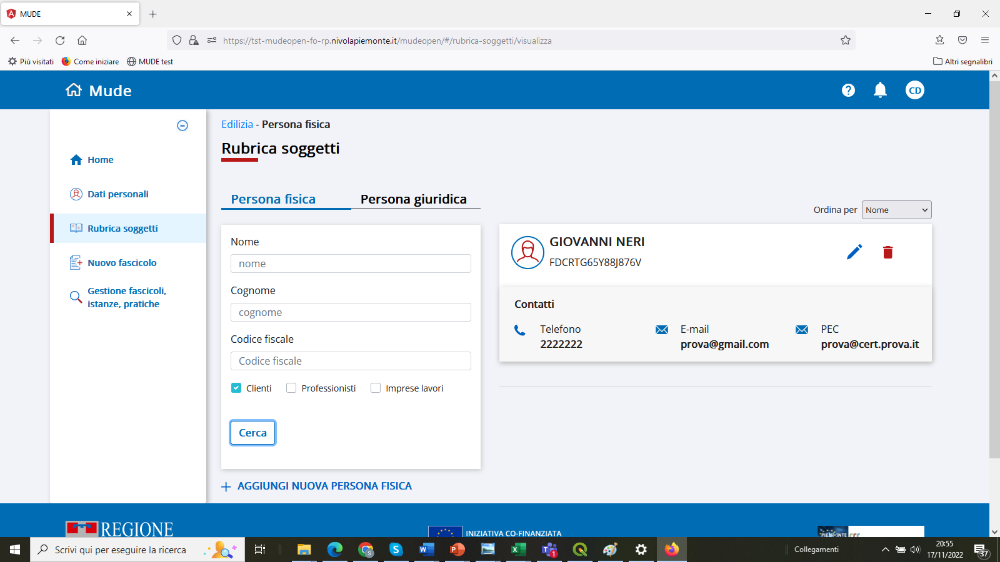 MUDE
https://tst-mudeopen-fo-rp.nivolapiemonte.it/mudeopen/#/rubrica-soggetti/visualizza
Più visitati
Come iniziare
MUDE test
Altri segnalibri
Mude
CD
Home
Dati personali
Rubrica soggetti
Nuovo fascicolo
Gestione fascicoli,
istanze, pratiche
Edilizia - Persona fisica
Rubrica soggetti
Persona fisica
Persona giuridica
Nome
nome
Cognome
cognome
Codice fiscale
Codice fiscale
Clienti
Professionisti
Imprese lavori
Cerca
AGGIUNGI NUOVA PERSONA FISICA
Ordina per
Nome
GIOVANNI NERI
FDCRTG65Y88J876V
Contatti
Telefono
2222222
E-mail
prova@gmail.com
PEC
prova@cert.prova.it
REGIONE
INIZIATIVA CO-FINANZIATA
Scrivi qui per eseguire la ricerca
S
S
W
P
X
T
1
Collegamenti
20:55
17/11/2022
37